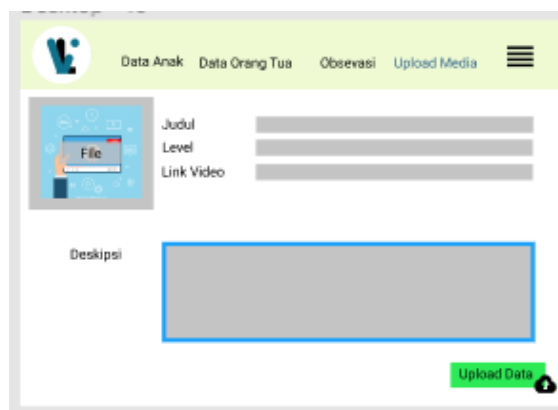 Data Anak Data Orang Tua Obsevasi Upload Media
File
Judul
Level
Link Video
Deskipsi
Upload Data